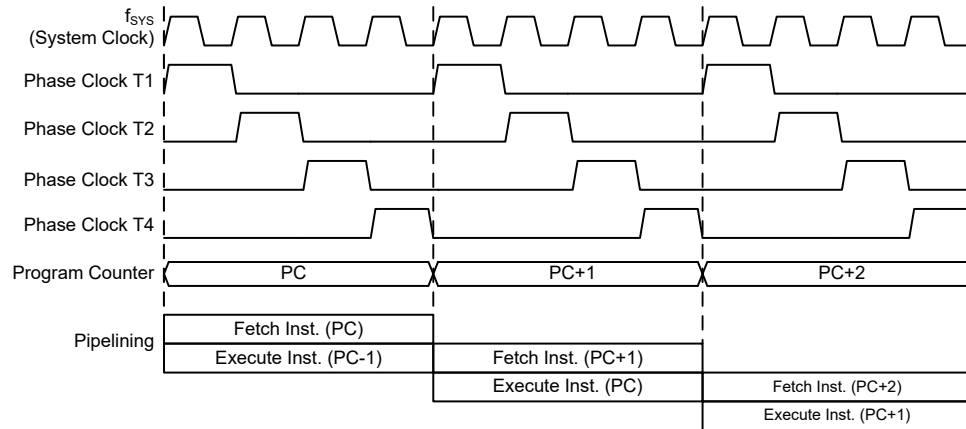 fSYS
(System Clock)
Phase Clock T1
Phase Clock T2
Phase Clock T3
Phase Clock T4
Program Counter PC PC+1 PC+2
Pipelining
Fetch Inst. (PC)
Execute Inst. (PC-1) Fetch Inst. (PC+1)
Execute Inst. (PC) Fetch Inst. (PC+2)
Execute Inst. (PC+1)